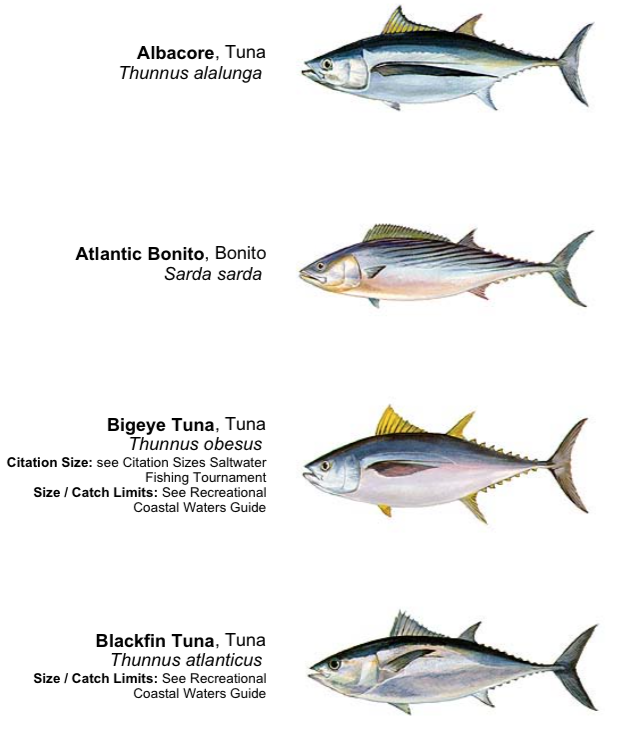 Albacore, Tuna
Thunnus alalunga
Atlantic Bonito, Bonito
Sarda sarda
Bigeye Tuna, Tuna
Thunnus obesus
Citation Size: see Citation Sizes Saltwater
Fishing Tournament
Size / Catch Limits: See Recreational
Coastal Waters Guide
Blackfin Tuna, Tuna
Thunnus atlanticus
Size / Catch Limits: See Recreational
Coastal Waters Guide